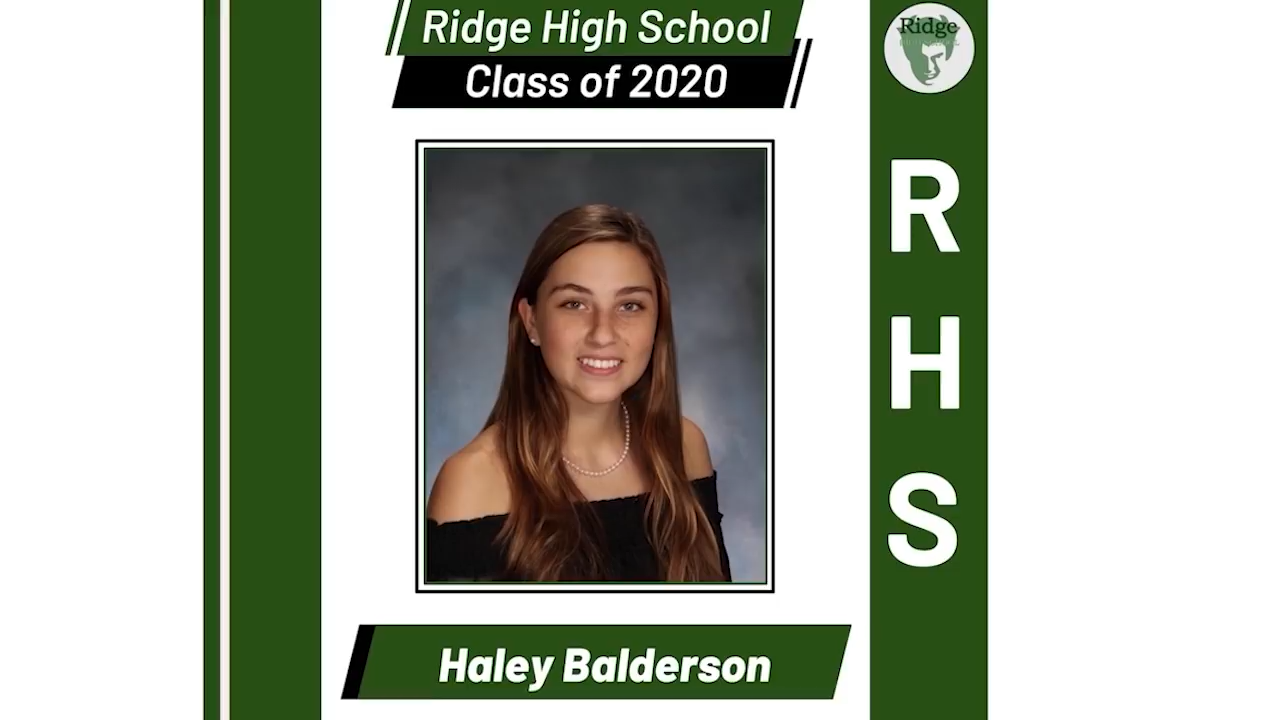 Ridge High School
Class of 2020
Ridge
R
H
S
Haley Balderson